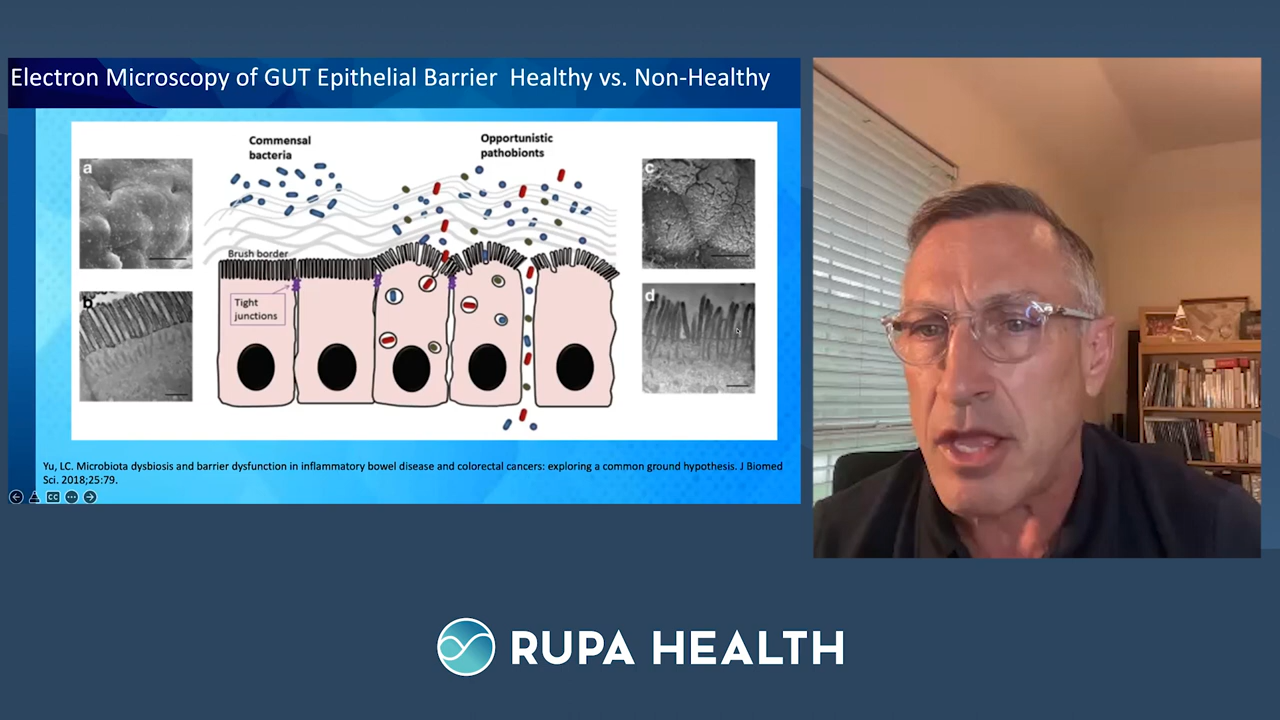 Electron Microscopy of GUT Epithelial Barrier Healthy vs. Non-Healthy
Commensal
bacteria
Opportunistic
pathobionts
a
c
Brush border
b
Tight
junctions
d
Yu, LC. Microbiota dysbiosis and barrier dysfunction in inflammatory bowel disease and colorectal cancers: exploring a common ground hypothesis. J Biomed
Sci. 2018;25:79.
CC
RUPA HEALTH